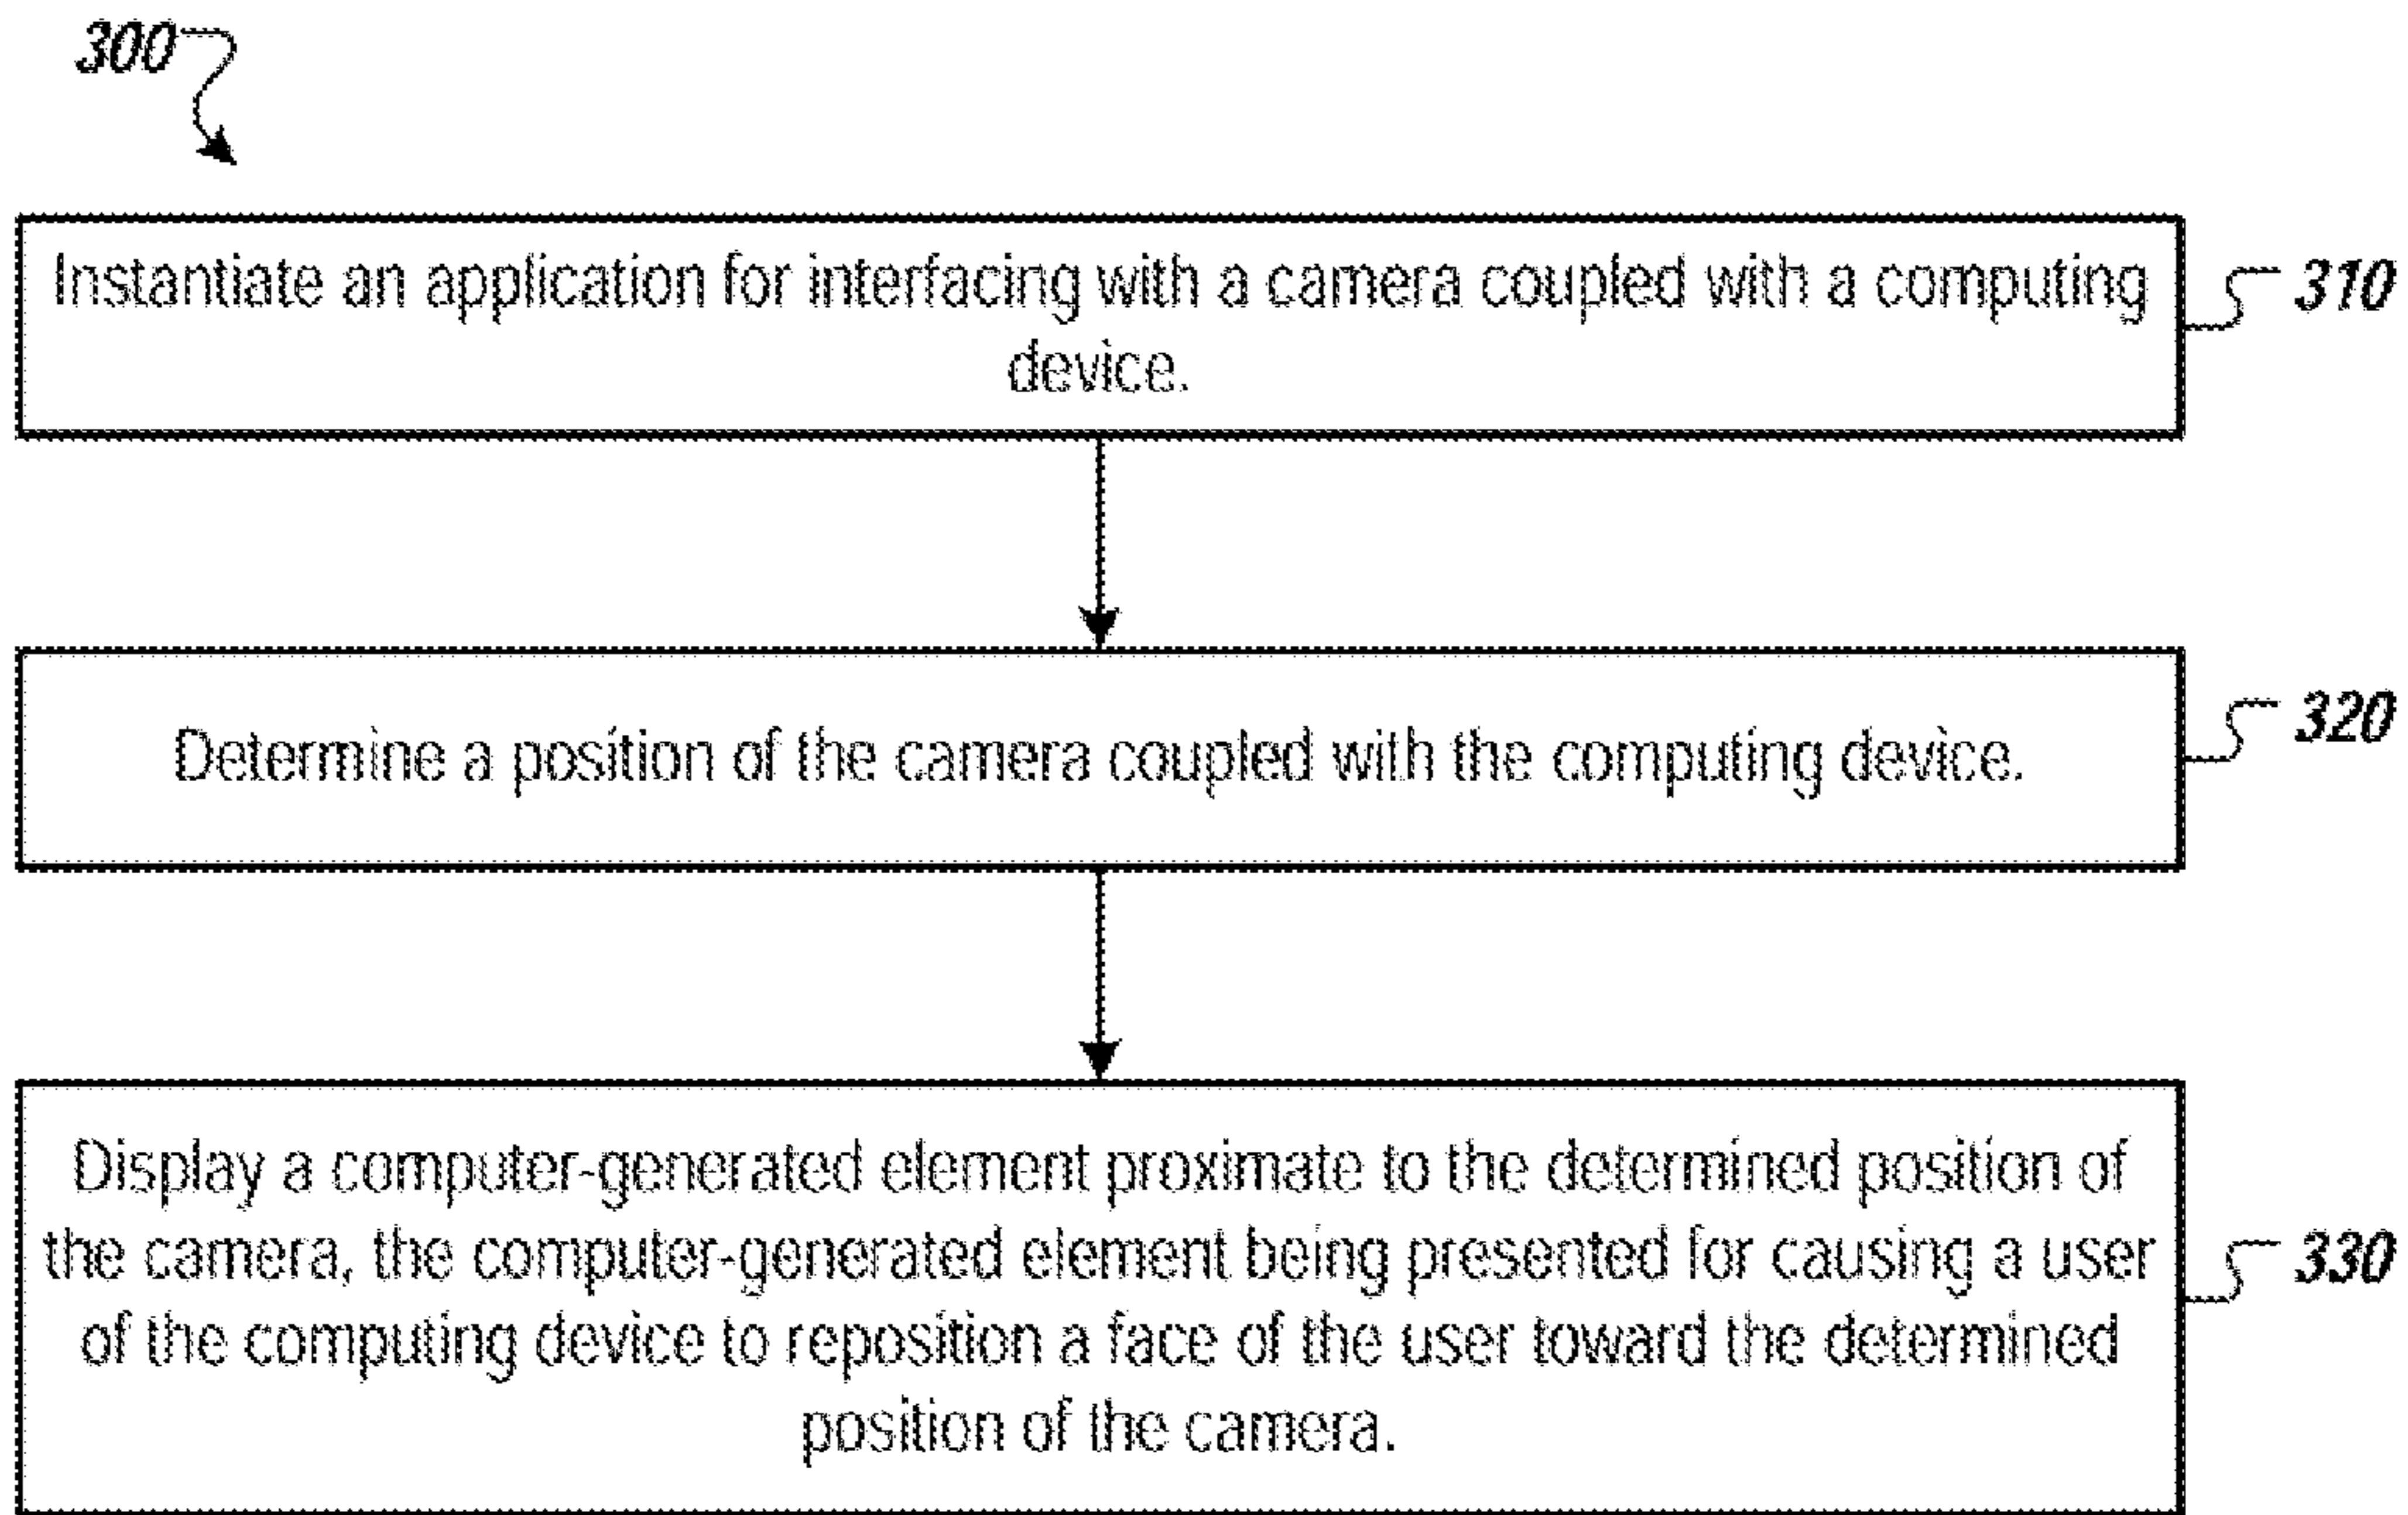 300
Instantiate an application for interfacing with a camera coupled with a computing
device.
310
Determine a position of the camera coupled with the computing device.
320
Display a computer-generated element proximate to the determined position of
the camera, the computer-generated element being presented for causing a user
of the computing device to reposition a face of the user toward the determined
position of the camera.
330